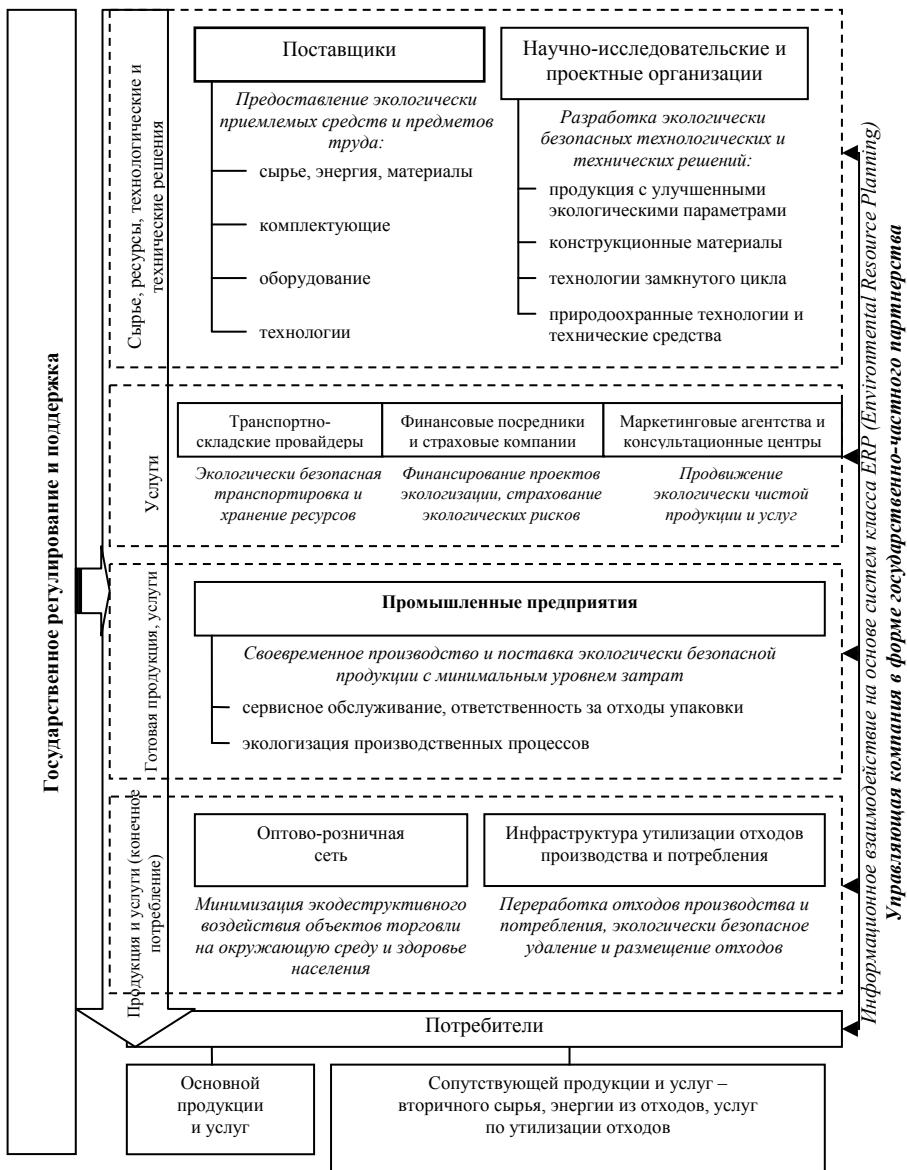 Государственное регулирование и поддержка
Сырье, ресурсы, технологические и
технические решения
Поставщики
Предоставление экологически
приемлемых средств и предметов
труда:
сырье, энергия, материалы
комплектующие
оборудование
технологии
Научно-исследовательские и
проектные организации
Разработка экологически
безопасных технологических и
технических решений:
продукция с улучшенными
экологическими параметрами
конструкционные материалы
технологии замкнутого цикла
природоохранные технологии и
технические средства
Услуги
Транспортно-
складские провайдеры
Экологически безопасная
транспортировка и
хранение ресурсов
Финансовые посредники
и страховые компании
Финансирование проектов
экологизации, страхование
экологических рисков
Маркетинговые агентства и
консультационные центры
Продвижение
экологически чистой
продукции и услуг
Готовая продукция, услуги
Промышленные предприятия
Своевременное производство и поставка экологически безопасной
продукции с минимальным уровнем затрат
сервисное обслуживание, ответственность за отходы упаковки
экологизация производственных процессов
Продукция и услуги (конечное
потребление)
Оптово-розничная
сеть
Минимизация экодеструктивного
воздействия объектов торговли
на окружающую среду и здоровье
населения
Инфраструктура утилизации отходов
производства и потребления
Переработка отходов производства и
потребления, экологически безопасное
удаление и размещение отходов
Потребители
Основной
продукции
и услуг
Сопутствующей продукции и услуг –
вторичного сырья, энергии из отходов, услуг
по утилизации отходов
Информационное взаимодействие на основе систем класса ERP (Environmental Resource Planning)
Управляющая компания в форме государственно-частного партнерства